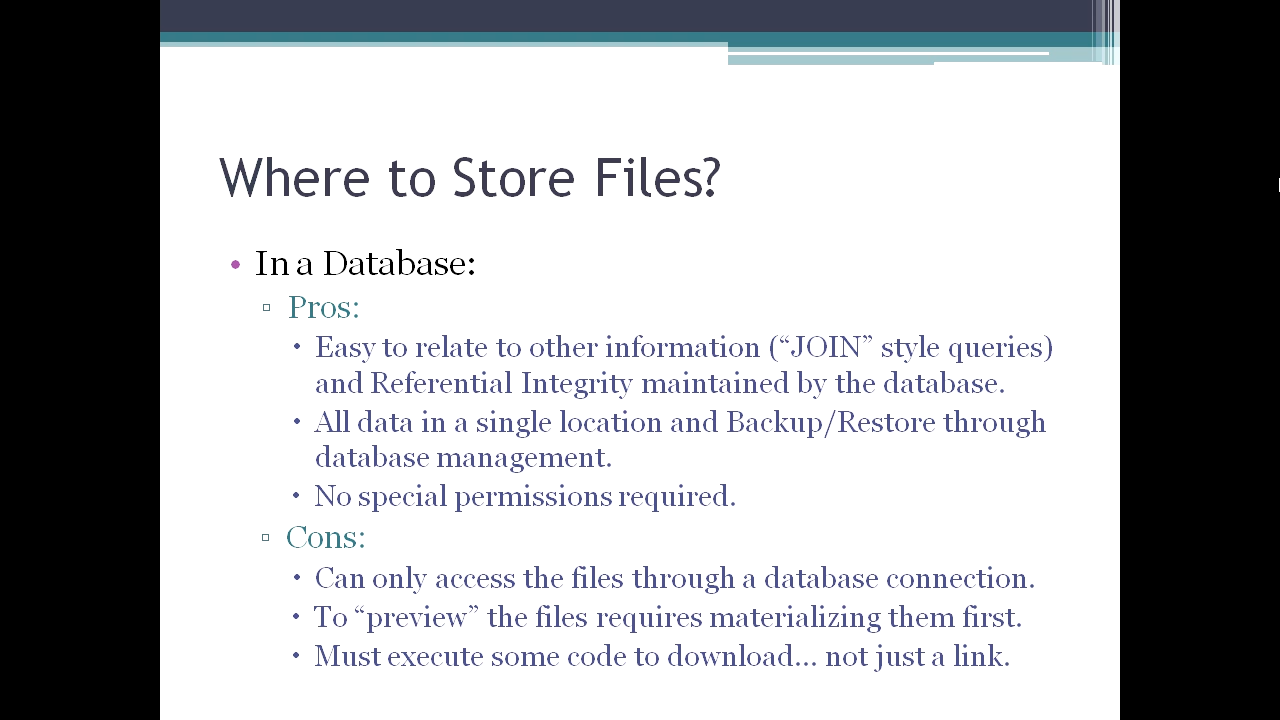 Where to Store Files?
• In a Database:
▫ Pros:
▪ Easy to relate to other information (“JOIN” style queries)
and Referential Integrity maintained by the database.
▪ All data in a single location and Backup/Restore through
database management.
▪ No special permissions required.
▫ Cons:
▪ Can only access the files through a database connection.
▪ To “preview” the files requires materializing them first.
▪ Must execute some code to download... not just a link.